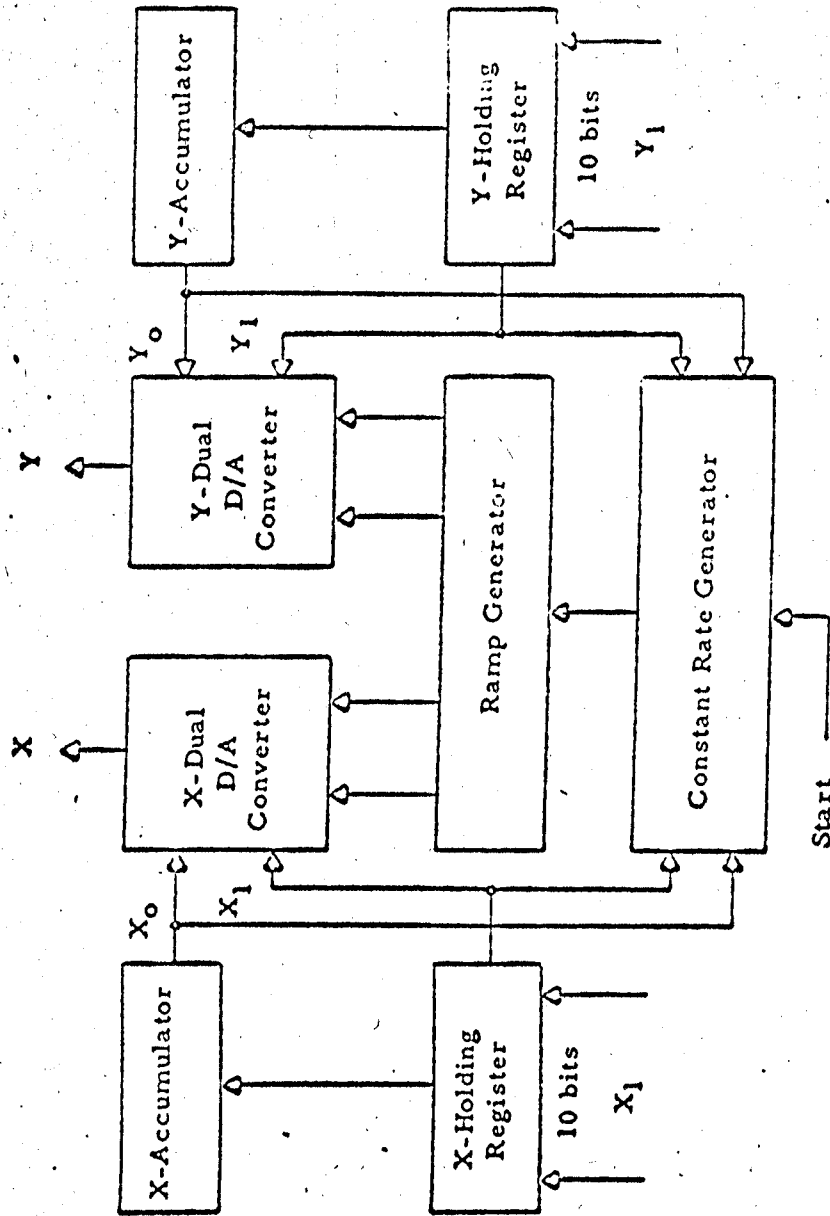 X
Y
X-Accumulator
X₀
X₁
X-Dual
D/A
Converter
Y-Dual
D/A
Converter
Y₀
Y₁
Y-Accumulator
X-Holding
Register
10 bits
X₁
Ramp Generator
Y-Holding
Register
10 bits
Y₁
Constant Rate Generator
Start